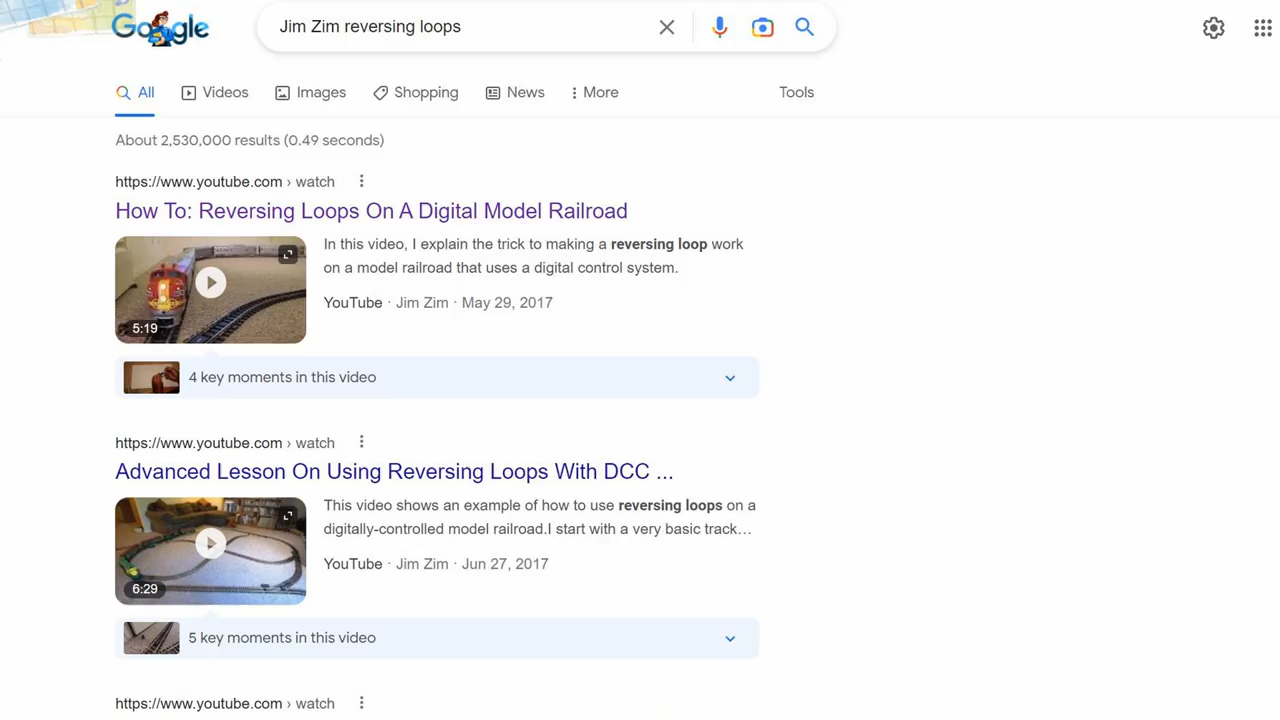 Google
Jim Zim reversing loops
All
Videos
Images
Shopping
News
More
Tools
About 2,530,000 results (0.49 seconds)
https://www.youtube.com › watch
How To: Reversing Loops On A Digital Model Railroad
In this video, I explain the trick to making a reversing loop work
on a model railroad that uses a digital control system.
YouTube · Jim Zim · May 29, 2017
5:19
4 key moments in this video
https://www.youtube.com › watch
Advanced Lesson On Using Reversing Loops With DCC ...
This video shows an example of how to use reversing loops on a
digitally-controlled model railroad.I start with a very basic track…
YouTube · Jim Zim · Jun 27, 2017
6:29
5 key moments in this video
https://www.youtube.com › watch